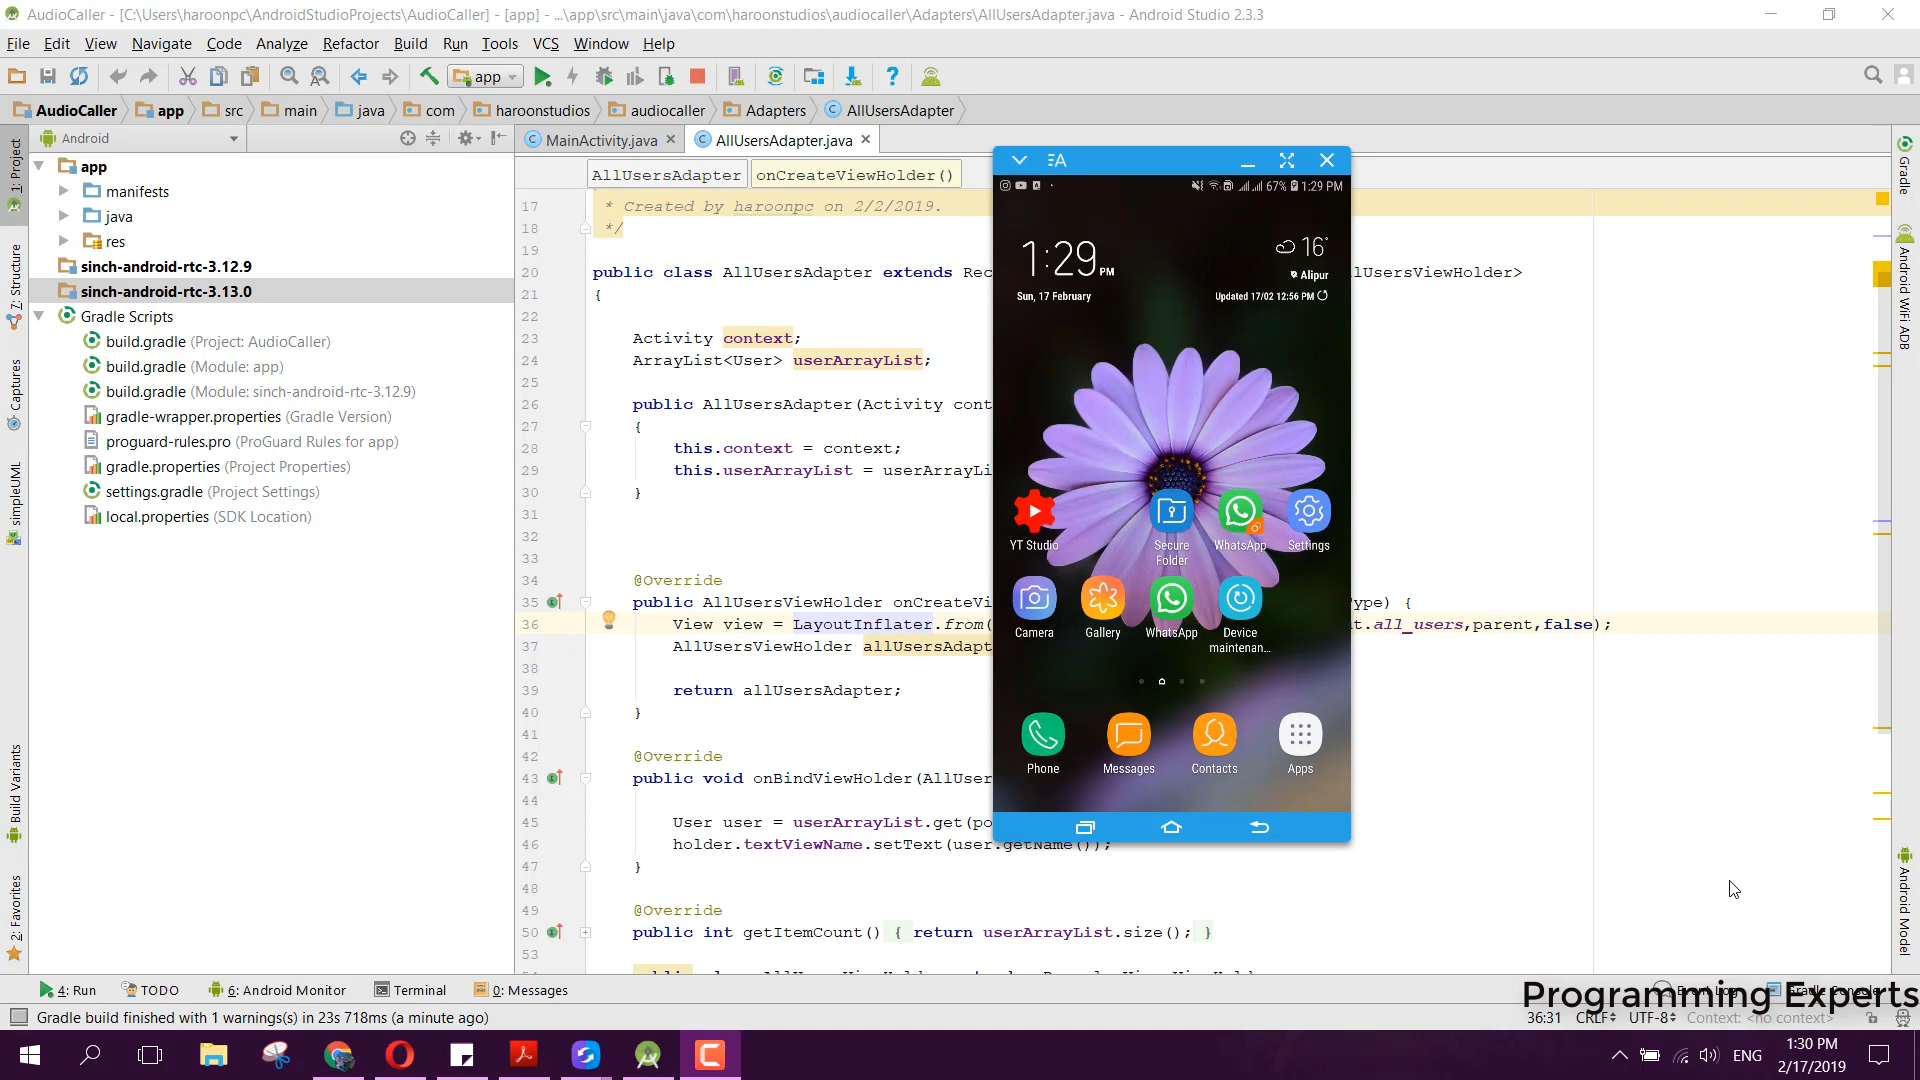 AudioCaller - [C:\Users\haroonpc\AndroidStudioProjects\AudioCaller] - [app] - ...\app\src\main\java\com\haroonstudios\audiocaller\Adapters\AllUsersAdapter.java - Android Studio 2.3.3
File Edit View Navigate Code Analyze Refactor Build Run Tools VCS Window Help
app
AudioCaller app src main java com haroonstudios audiocaller Adapters AllUsersAdapter
Android
MainActivity.java AllUsersAdapter.java
AllUsersAdapter onCreateViewHolder()
1: Project
7: Structure
Captures
simpleUML
Build Variants
2: Favorites
app
manifests
java
res
sinch-android-rtc-3.12.9
sinch-android-rtc-3.13.0
Gradle Scripts
build.gradle (Project: AudioCaller)
build.gradle (Module: app)
build.gradle (Module: sinch-android-rtc-3.12.9)
gradle-wrapper.properties (Gradle Version)
proguard-rules.pro (ProGuard Rules for app)
gradle.properties (Project Properties)
settings.gradle (Project Settings)
local.properties (SDK Location)
17 * Created by haroonpc on 2/2/2019.
18 */
19
20 public class AllUsersAdapter extends Rec llUsersViewHolder>
21 {
22
23 Activity context;
24 ArrayList<User> userArrayList;
25
26 public AllUsersAdapter(Activity cont
27 {
28 this.context = context;
29 this.userArrayList = userArrayLi
30 }
31
32
33
34 @Override
35 public AllUsersViewHolder onCreateVi ype) {
36 View view = LayoutInflater.from( t.all_users,parent,false);
37 AllUsersViewHolder allUsersAdapt
38
39 return allUsersAdapter;
40 }
41
42 @Override
43 public void onBindViewHolder(AllUser
44
45 User user = userArrayList.get(po
46 holder.textViewName.setText(user.getName());
47 }
48
49 @Override
50 public int getItemCount() { return userArrayList.size(); }
53
67% 1:29 PM
1:29 PM
16°
Alipur
Sun, 17 February
Updated 17/02 12:56 PM
YT Studio
Secure Folder
WhatsApp
Settings
Camera
Gallery
WhatsApp
Device maintenan...
Phone
Messages
Contacts
Apps
Gradle
Android WiFi ADB
Android Model
4: Run TODO 6: Android Monitor Terminal 0: Messages Event Log Gradle Console
Programming Experts
Gradle build finished with 1 warnings(s) in 23s 718ms (a minute ago)
36:31 CRLF UTF-8 Context: <no context>
ENG
1:30 PM
2/17/2019